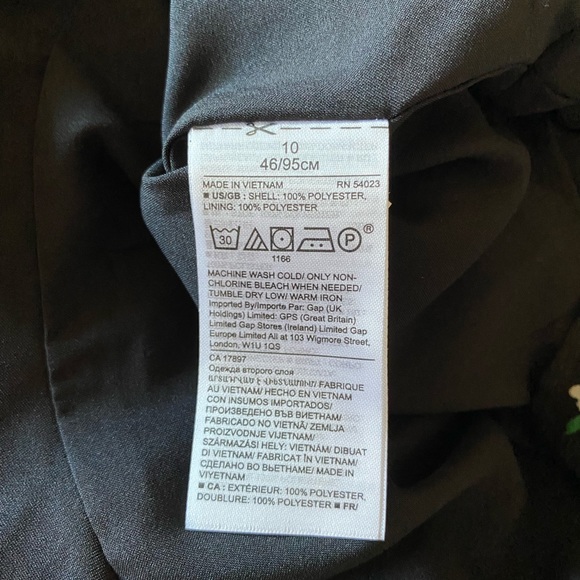 10
46/95CM
MADE IN VIETNAM RN 54023
■ US/GB : SHELL: 100% POLYESTER,
LINING: 100% POLYESTER
30 P ®
1166
MACHINE WASH COLD/ ONLY NON-
CHLORINE BLEACH WHEN NEEDED/
TUMBLE DRY LOW/ WARM IRON
Imported By/Importe Par: Gap (UK
Holdings) Limited: GPS (Great Britain)
Limited Gap Stores (Ireland) Limited Gap
Europe Limited All at 103 Wigmore Street,
London, W1U 1QS
CA 17897
Одежда второго слоя
ԱՐՏԱԴՐՎԱԾ Է ՎԻԵՏՆԱՄՈՒՄ/ FABRIQUE
AU VIETNAM/ HECHO EN VIETNAM
CON INSUMOS IMPORTADOS/
ПРОИЗВЕДЕНО ВЪВ ВИЕТНАМ/
FABRICADO NO VIETNÃ/ ZEMLJA
PROIZVODNJE VIJETNAM/
SZÁRMAZÁSI HELY: VIETNÁM/ DIBUAT
DI VIETNAM/ FABRICAT ÎN VIETNAM/
СДЕЛАНО ВО ВЬЕТНАМЕ/ MADE IN
VIYETNAM
■ CA : EXTÉRIEUR: 100% POLYESTER,
DOUBLURE: 100% POLYESTER ■ FR/